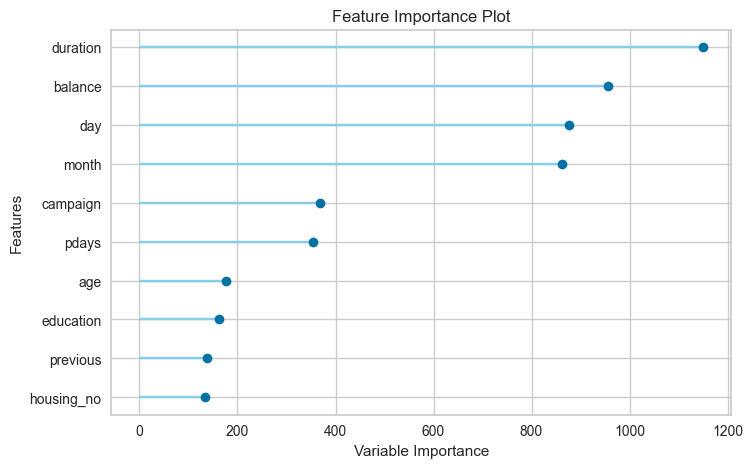 Feature Importance Plot
duration
balance
day
month
campaign
pdays
age
education
previous
housing_no
Features
0 200 400 600 800 1000 1200
Variable Importance